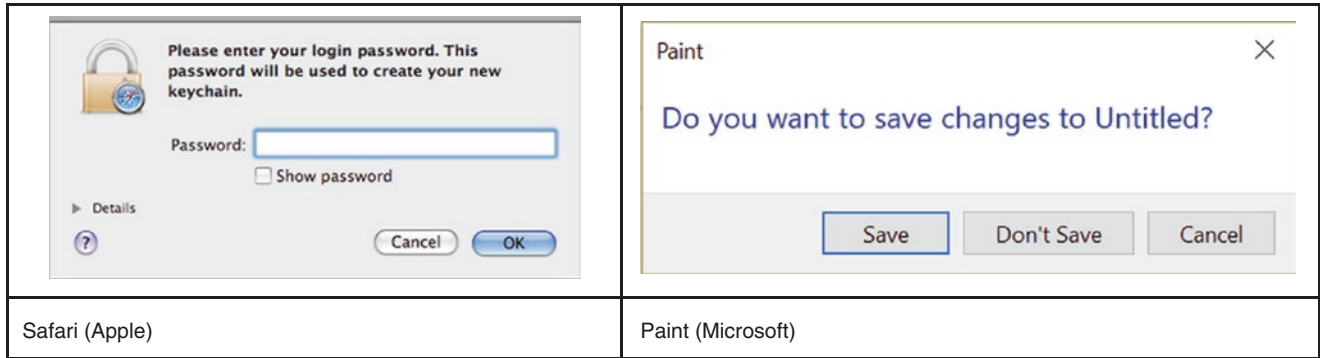 Please enter your login password. This
password will be used to create your new
keychain.
Password:
Show password
Details
?
Cancel
OK
Paint
Do you want to save changes to Untitled?
Save
Don't Save
Cancel
Safari (Apple)
Paint (Microsoft)